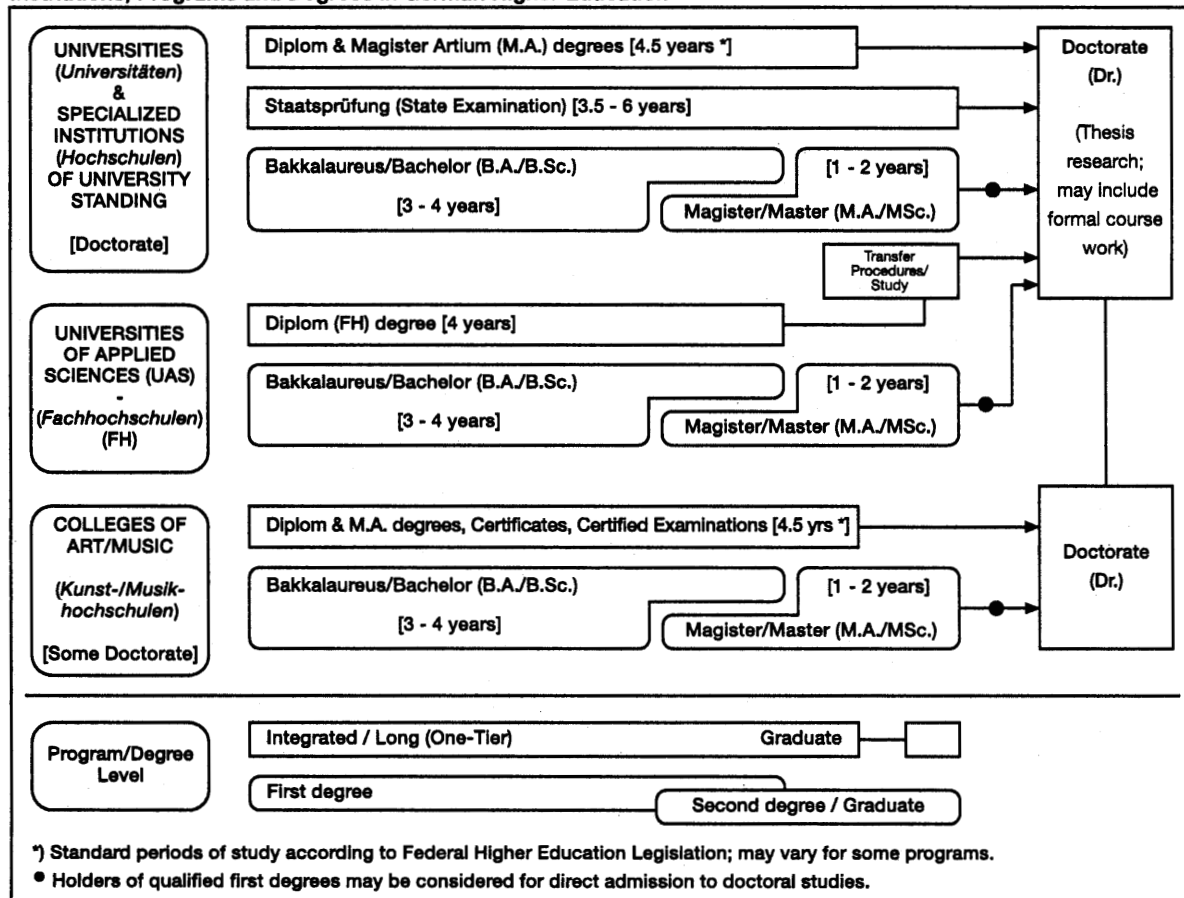 UNIVERSITIES
(Universitäten)
&
SPECIALIZED
INSTITUTIONS
(Hochschulen)
OF UNIVERSITY
STANDING
[Doctorate]
Diplom & Magister Artium (M.A.) degrees [4.5 years *]
Staatsprüfung (State Examination) [3.5 - 6 years]
Bakkalaureus/Bachelor (B.A./B.Sc.)
[3 - 4 years]
[1 - 2 years]
Magister/Master (M.A./MSc.)
Transfer
Procedures/
Study
Doctorate
(Dr.)
(Thesis
research;
may include
formal course
work)
UNIVERSITIES
OF APPLIED
SCIENCES (UAS)
-
(Fachhochschulen)
(FH)
Diplom (FH) degree [4 years]
Bakkalaureus/Bachelor (B.A./B.Sc.)
[3 - 4 years]
[1 - 2 years]
Magister/Master (M.A./MSc.)
COLLEGES OF
ART/MUSIC
(Kunst-/Musik-
hochschulen)
[Some Doctorate]
Diplom & M.A. degrees, Certificates, Certified Examinations [4.5 yrs *]
Bakkalaureus/Bachelor (B.A./B.Sc.)
[3 - 4 years]
[1 - 2 years]
Magister/Master (M.A./MSc.)
Doctorate
(Dr.)
Program/Degree
Level
Integrated / Long (One-Tier) Graduate
First degree
Second degree / Graduate
*) Standard periods of study according to Federal Higher Education Legislation; may vary for some programs.
● Holders of qualified first degrees may be considered for direct admission to doctoral studies.